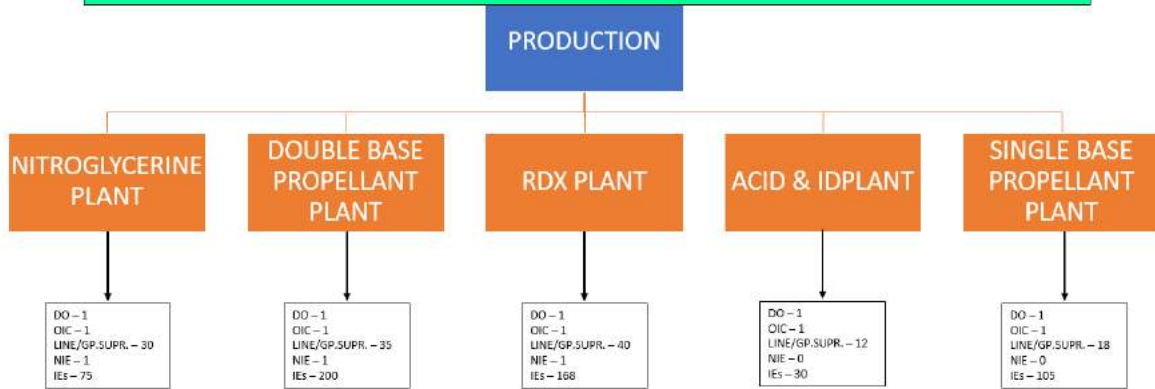 PRODUCTION
NITROGLYCERINE
PLANT
DOUBLE BASE
PROPELLANT
PLANT
RDX PLANT
ACID & IDPLANT
SINGLE BASE
PROPELLANT
PLANT
DO – 1
OIC – 1
LINE/GP.SUPR. – 30
NIE – 1
IEs – 75
DO – 1
OIC – 1
LINE/GP.SUPR. – 35
NIE – 1
IEs – 200
DO – 1
OIC – 1
LINE/GP.SUPR. – 40
NIE – 1
IEs – 168
DO – 1
OIC – 1
LINE/GP.SUPR. – 12
NIE – 0
IEs – 30
DO – 1
OIC – 1
LINE/GP.SUPR. – 18
NIE – 0
IEs – 105